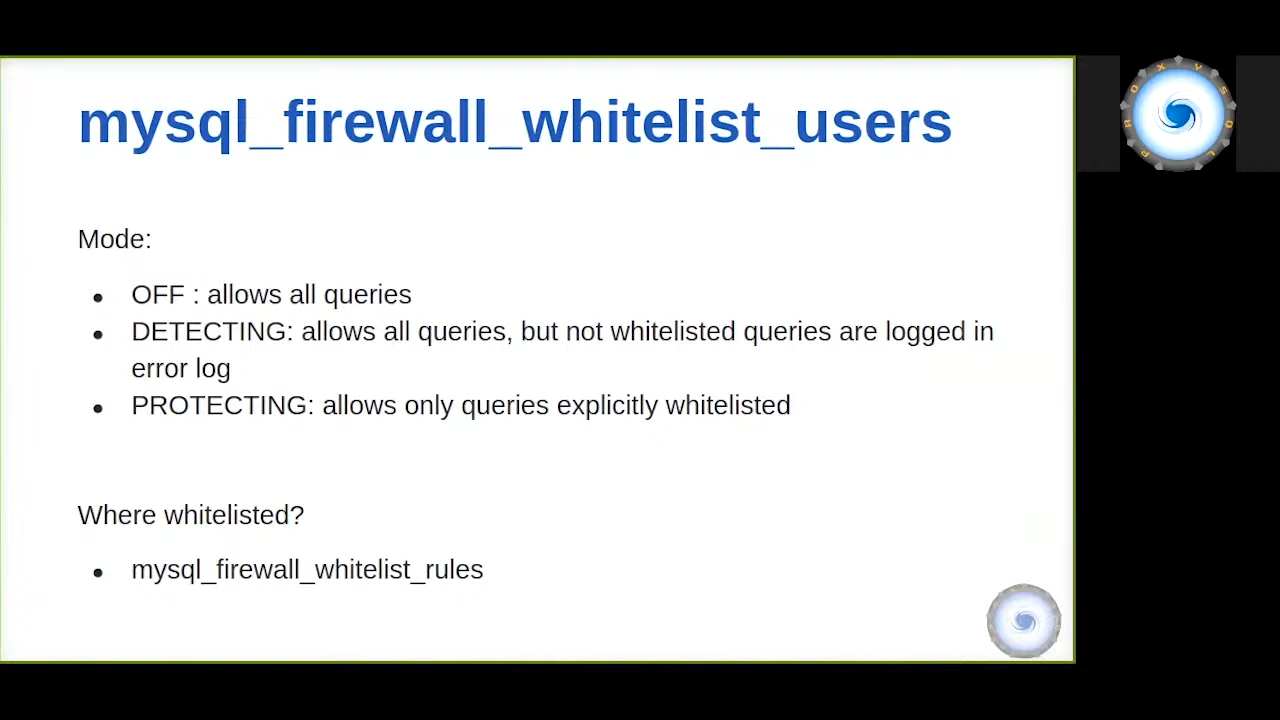 mysql_firewall_whitelist_users
Mode:
OFF : allows all queries
DETECTING: allows all queries, but not whitelisted queries are logged in
error log
PROTECTING: allows only queries explicitly whitelisted
Where whitelisted?
mysql_firewall_whitelist_rules
PROXYSQL